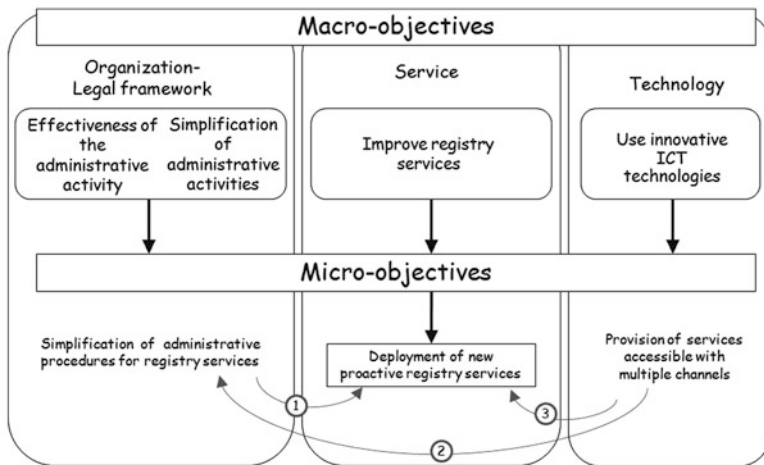 Macro-objectives
Organization-
Legal framework
Service
Technology
Effectiveness of
the
administrative
activity
Simplification
of
administrative
activities
Improve registry
services
Use innovative
ICT
technologies
Micro-objectives
Simplification of administrative
procedures for registry services
Deployment of new
proactive registry services
Provision of services
accessible with
multiple channels
1
3
2